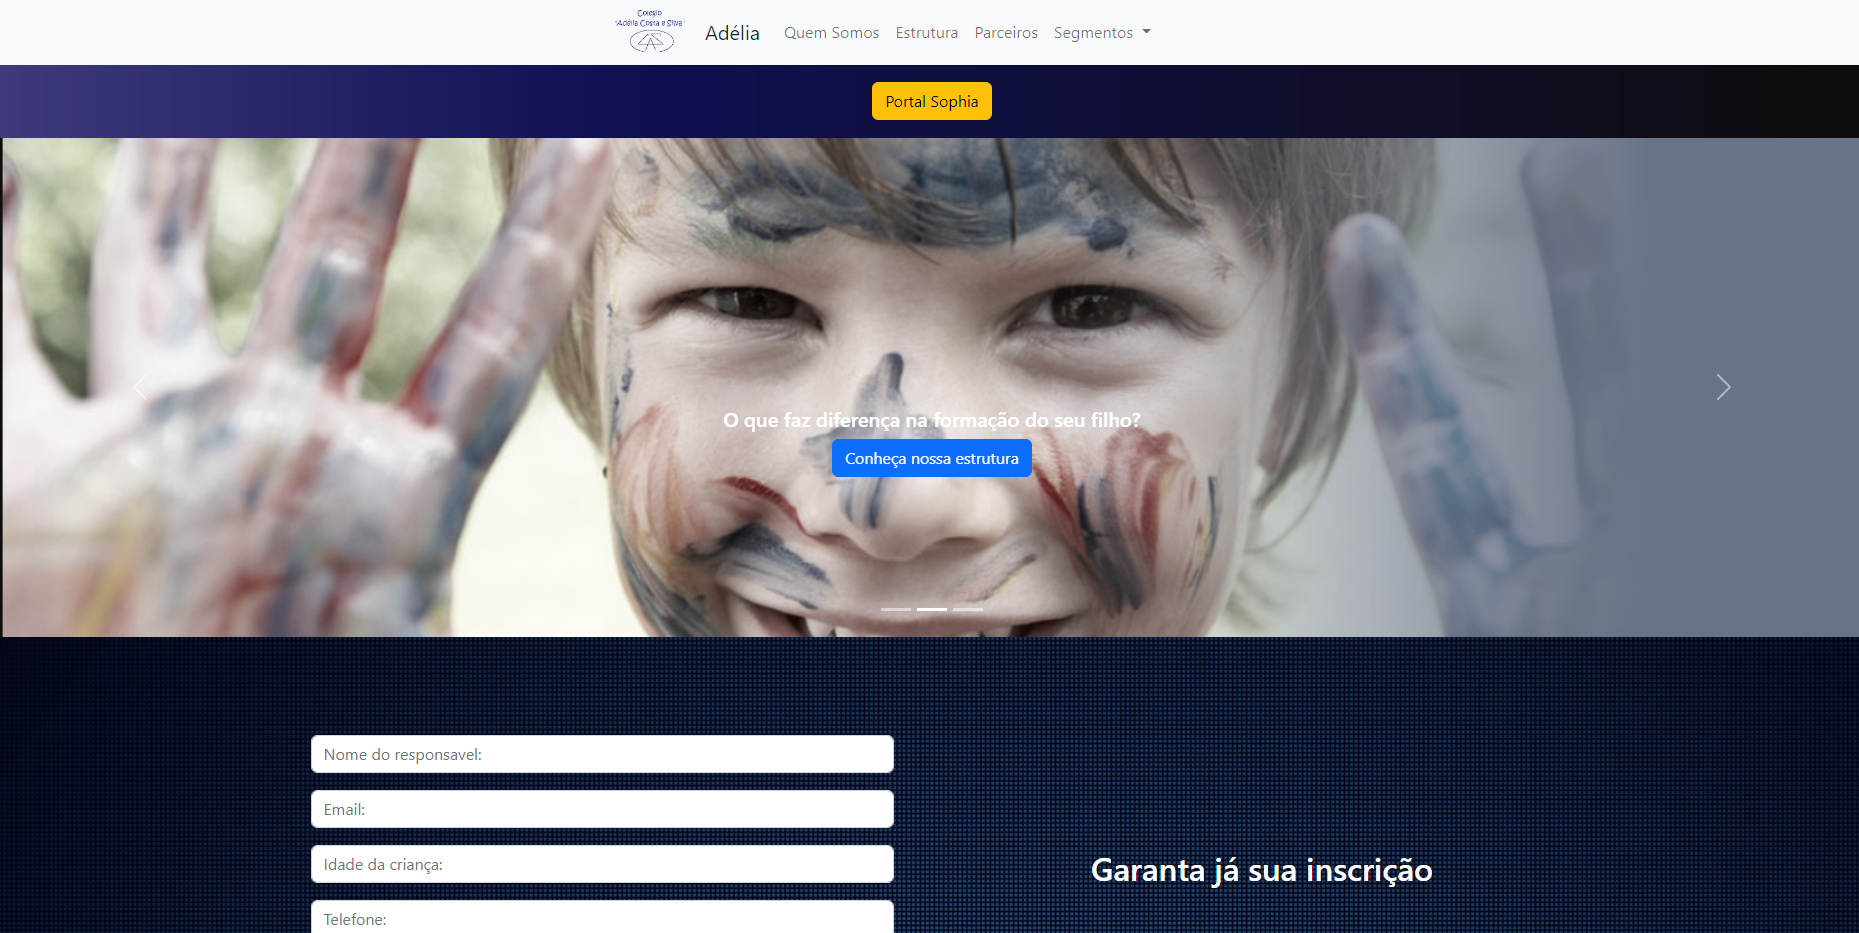 Colegio
"Adélia Costa e Silva"
Adélia
Quem Somos
Estrutura
Parceiros
Segmentos
Portal Sophia
O que faz diferença na formação do seu filho?
Conheça nossa estrutura
Nome do responsavel:
Email:
Idade da criança:
Garanta já sua inscrição
Telefone: